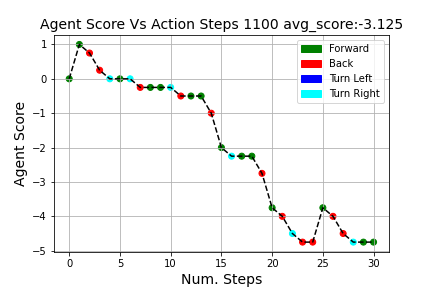 Agent Score Vs Action Steps 1100 avg_score:-3.125
Forward
Back
Turn Left
Turn Right
Agent Score
1
0
−1
−2
−3
−4
−5
0 5 10 15 20 25 30
Num. Steps